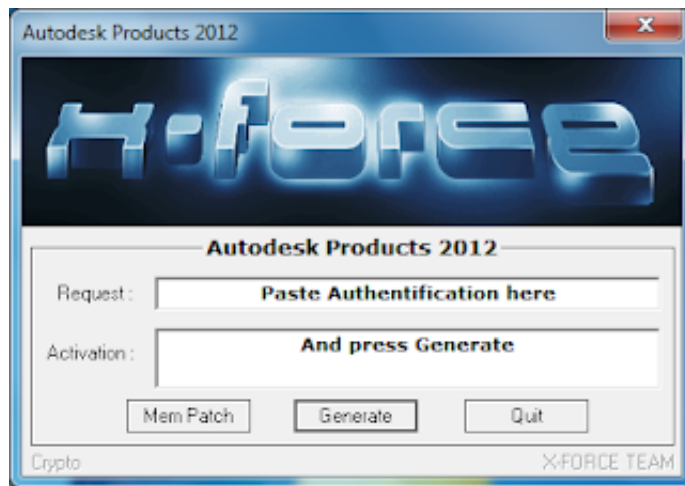 Autodesk Products 2012
x-force
Autodesk Products 2012
Request :
Paste Authentification here
Activation :
And press Generate
Mem Patch
Generate
Quit
Crypto
X-FORCE TEAM